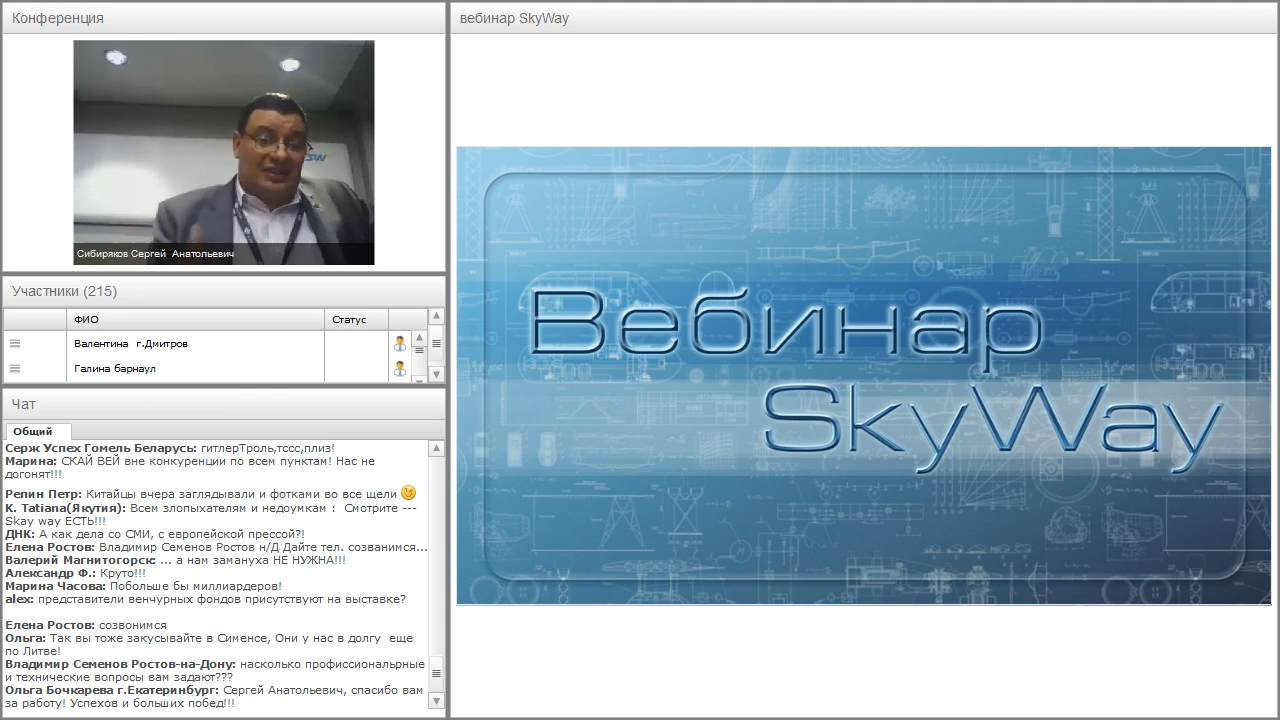 Конференция
SW
Сибиряков Сергей Анатольевич
Участники (215)
ФИО
Статус
Валентина г.Дмитров
Галина барнаул
Чат
Общий
Серж Успех Гомель Беларусь: гитлерТроль,тссс,плиз!
Марина: СКАЙ ВЕЙ вне конкуренции по всем пунктам! Нас не
догонят!!!
Репин Петр: Китайцы вчера заглядывали и фотками во все щели
К. Tatiana(Якутия): Всем злопыхателям и недоумкам : Смотрите ---
Skay way ЕСТЬ!!!
ДНК: А как дела со СМИ, с европейской прессой?!
Елена Ростов: Владимир Семенов Ростов н/Д Дайте тел. созванимся...
Валерий Магнитогорск: ... а нам замануха НЕ НУЖНА!!!
Александр Ф.: Круто!!!
Марина Часова: Побольше бы миллиардеров!
alex: представители венчурных фондов присутствуют на выставке?
Елена Ростов: созвонимся
Ольга: Так вы тоже закусывайте в Сименсе, Они у нас в долгу еще
по Литве!
Владимир Семенов Ростов-на-Дону: насколько профиссиональрные
и технические вопросы вам задают???
Ольга Бочкарева г.Екатеринбург: Сергей Анатольевич, спасибо вам
за работу! Успехов и больших побед!!!
вебинар SkyWay
Вебинар
SkyWay